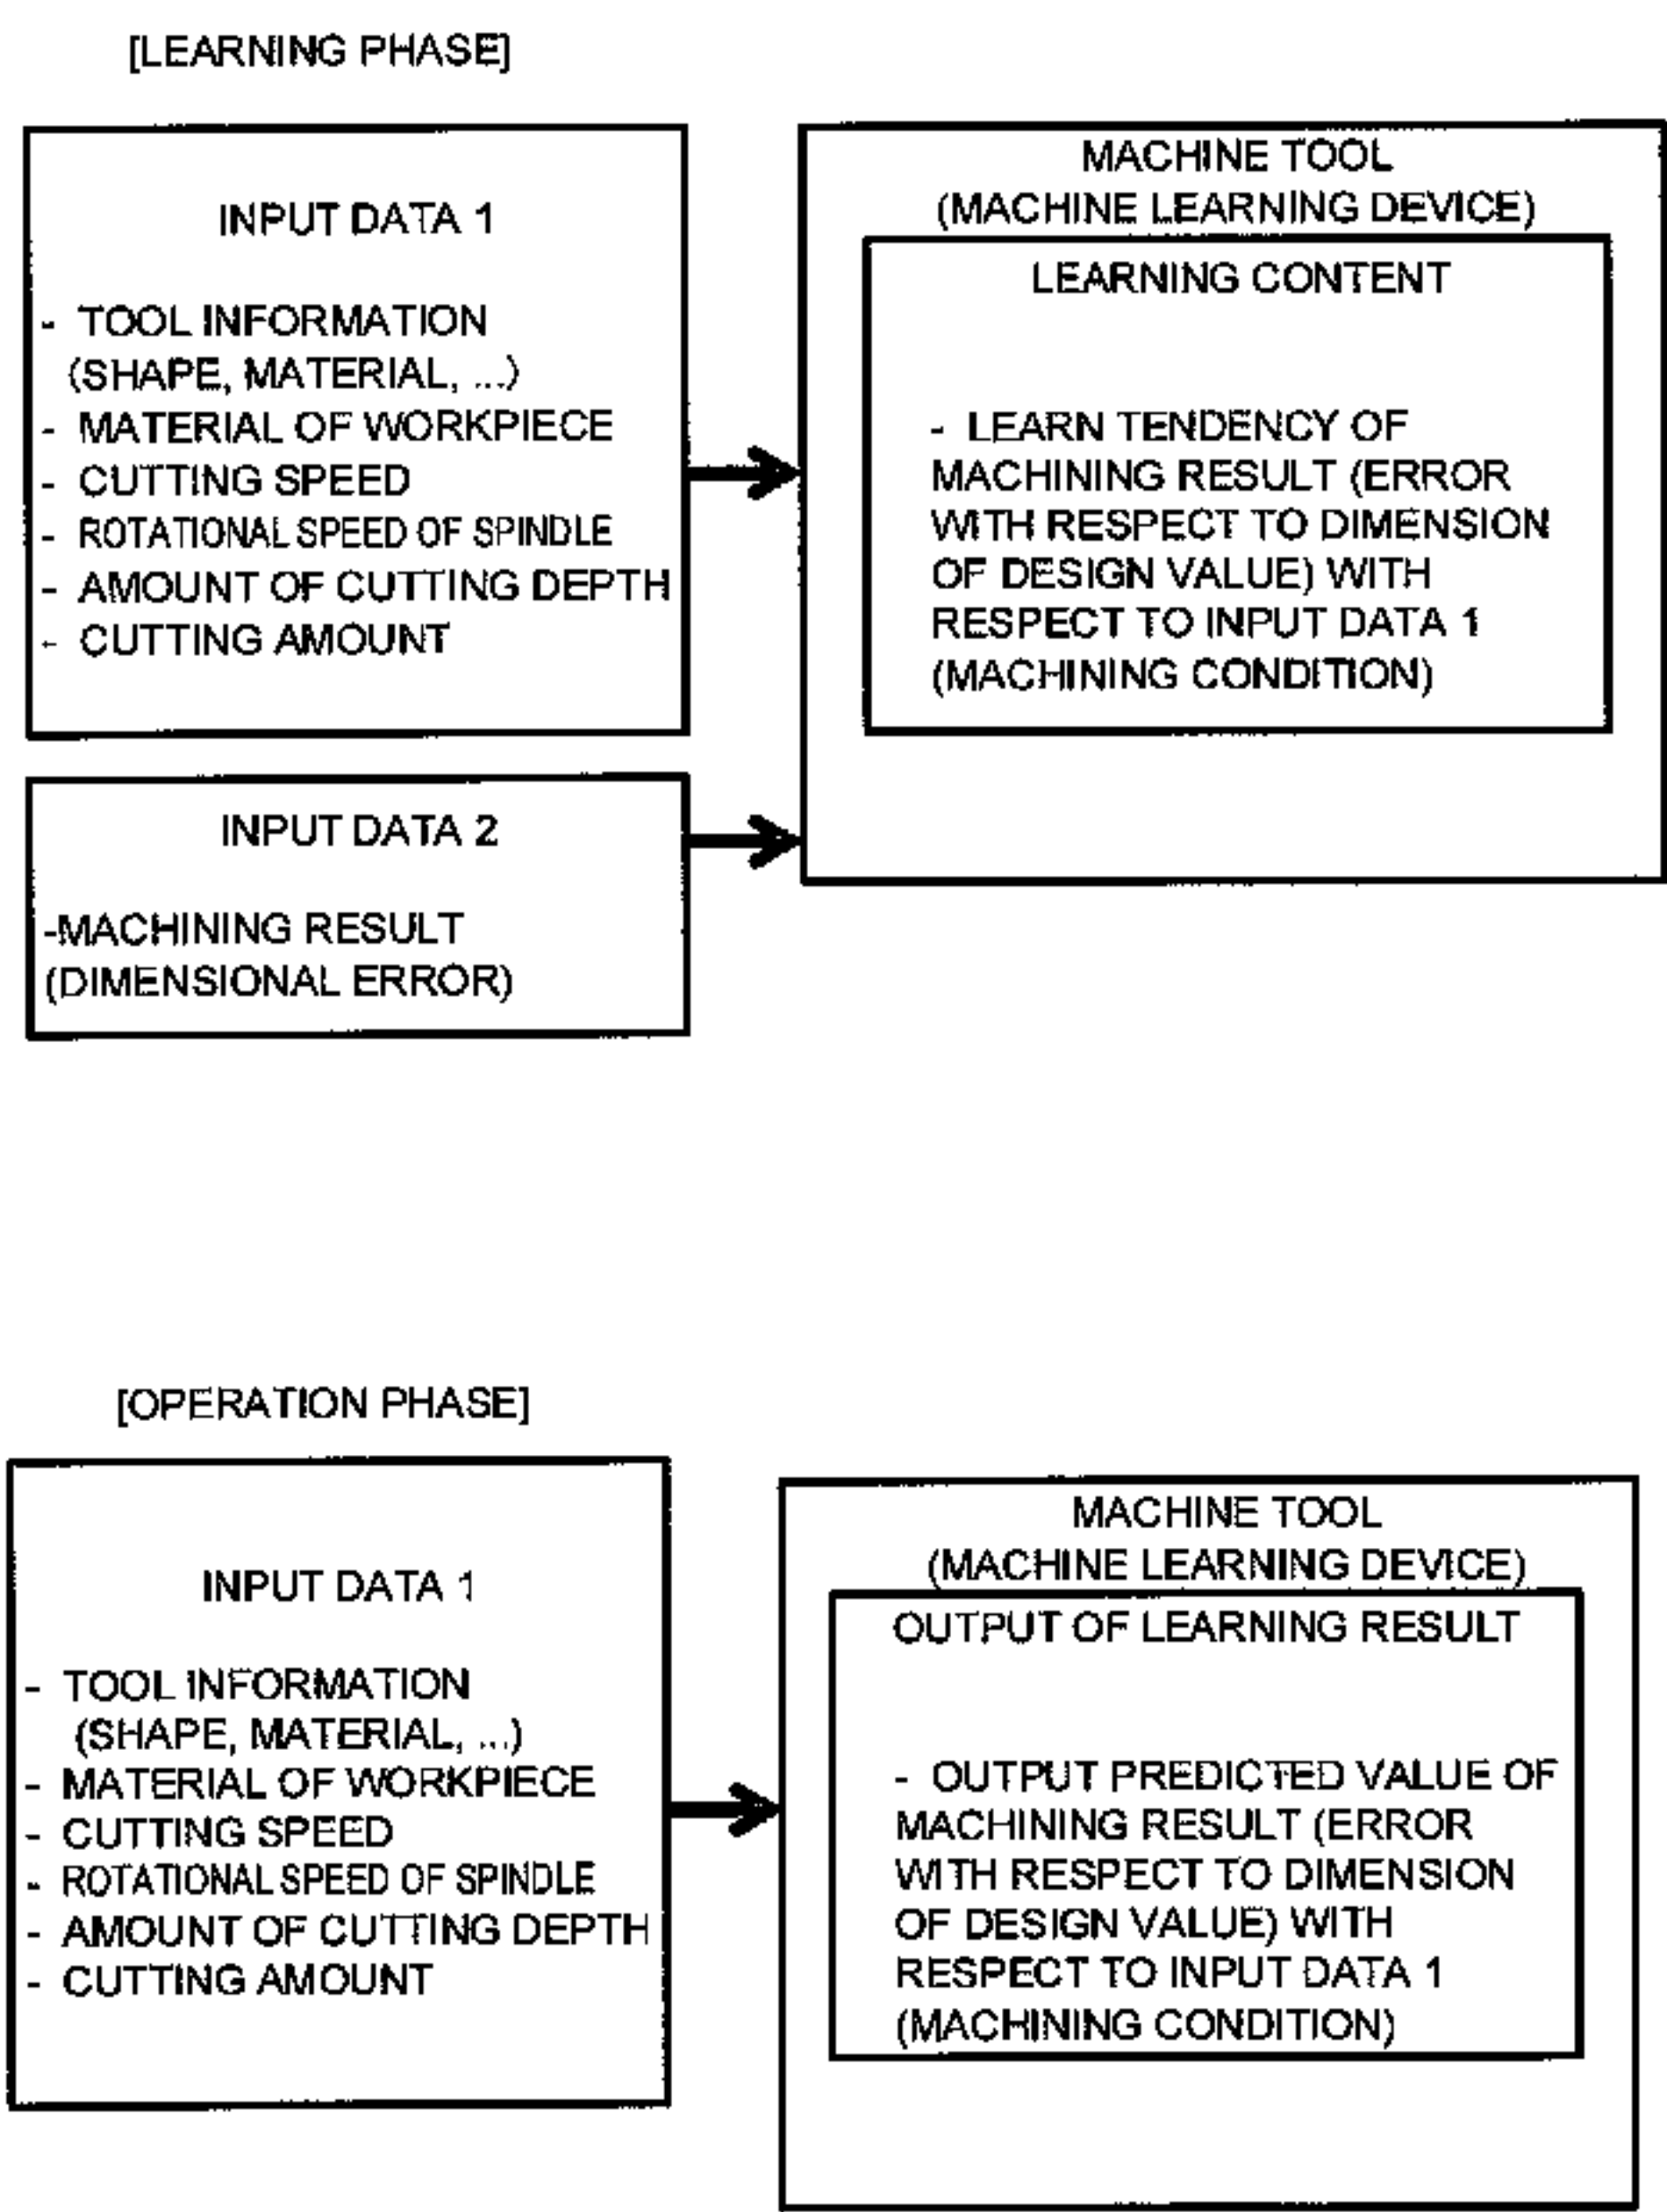 [LEARNING PHASE]
INPUT DATA 1
- TOOL INFORMATION
(SHAPE, MATERIAL, ...)
- MATERIAL OF WORKPIECE
- CUTTING SPEED
- ROTATIONAL SPEED OF SPINDLE
- AMOUNT OF CUTTING DEPTH
- CUTTING AMOUNT
INPUT DATA 2
-MACHINING RESULT
(DIMENSIONAL ERROR)
MACHINE TOOL
(MACHINE LEARNING DEVICE)
LEARNING CONTENT
- LEARN TENDENCY OF
MACHINING RESULT (ERROR
WITH RESPECT TO DIMENSION
OF DESIGN VALUE) WITH
RESPECT TO INPUT DATA 1
(MACHINING CONDITION)
[OPERATION PHASE]
INPUT DATA 1
- TOOL INFORMATION
(SHAPE, MATERIAL, ...)
- MATERIAL OF WORKPIECE
- CUTTING SPEED
- ROTATIONAL SPEED OF SPINDLE
- AMOUNT OF CUTTING DEPTH
- CUTTING AMOUNT
MACHINE TOOL
(MACHINE LEARNING DEVICE)
OUTPUT OF LEARNING RESULT
- OUTPUT PREDICTED VALUE OF
MACHINING RESULT (ERROR
WITH RESPECT TO DIMENSION
OF DESIGN VALUE) WITH
RESPECT TO INPUT DATA 1
(MACHINING CONDITION)